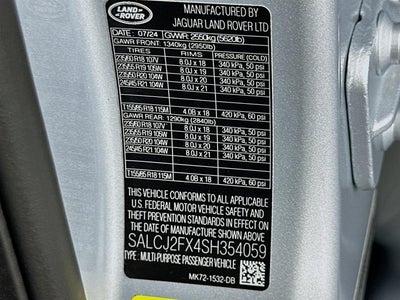 LAND-
ROVER
MANUFACTURED BY
JAGUAR LAND ROVER LTD
DATE : 07/24 GVWR: 2550kg (5620lb)
GAWR FRONT: 1340kg (2950lb)
TIRES RIMS PRESSURE (COLD)
235/60 R18 107V 8.0J x 18 340 kPa, 50 psi
235/55 R19 105W 8.0J x 19 340 kPa, 50 psi
235/50 R20 104W 8.0J x 20 340 kPa, 50 psi
245/45 R21 104W 8.0J x 21 340 kPa, 50 psi
T155/85 R18 115M 4.0B x 18 420 kPa, 60 psi
GAWR REAR: 1290kg (2840lb)
235/60 R18 107V 8.0J x 18 340 kPa, 50 psi
235/55 R19 105W 8.0J x 19 340 kPa, 50 psi
235/50 R20 104W 8.0J x 20 340 kPa, 50 psi
245/45 R21 104W 8.0J x 21 340 kPa, 50 psi
T155/85 R18 115M 4.0B x 18 420 kPa, 60 psi
THIS VEHICLE CONFORMS TO ALL APPLICABLE
U.S. FEDERAL MOTOR VEHICLE SAFETY
STANDARDS IN EFFECT ON THE
DATE OF MANUFACTURE SHOWN ABOVE
SALCJ2FX4SH354059
TYPE : MULTI-PURPOSE PASSENGER VEHICLE
MK72-1532-DB